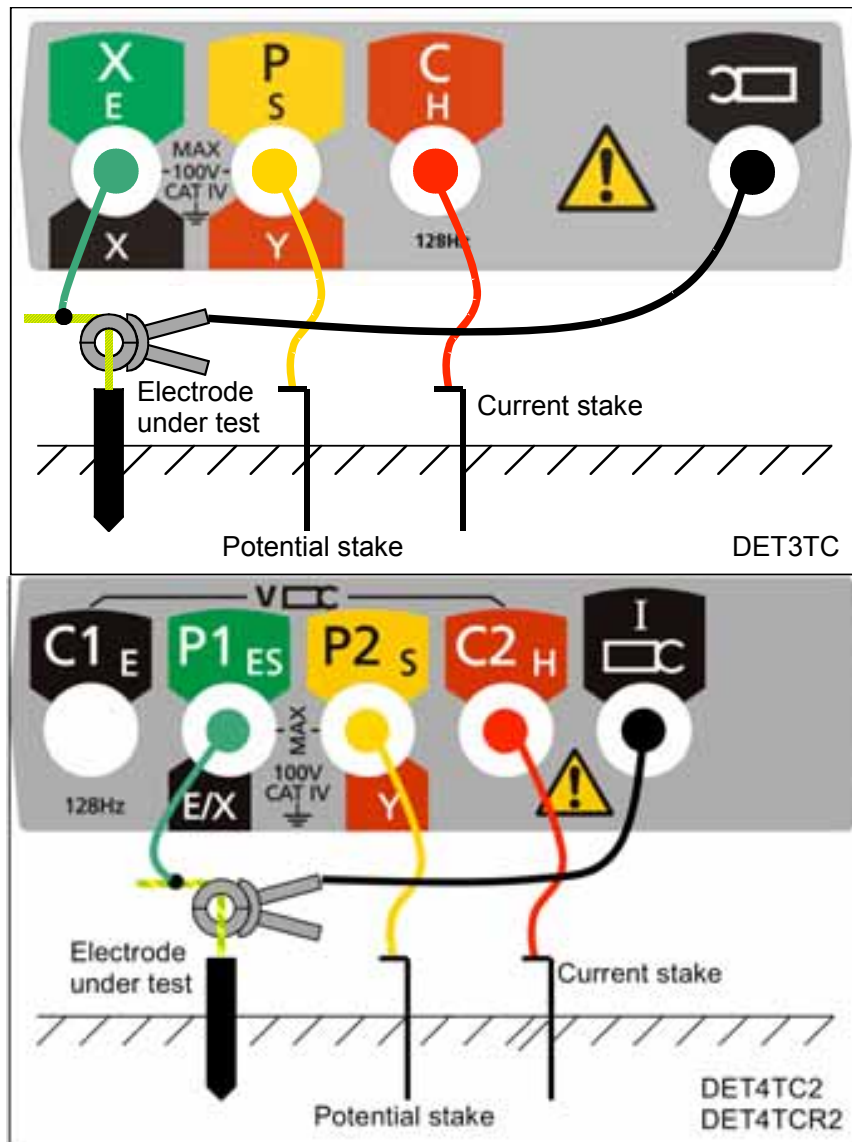 X P C
E S H
MAX
100V
CAT IV
X Y 128Hz
Electrode
under test
Current stake
Potential stake
DET3TC
V
C1 E P1 ES P2 S C2 H I
MAX
100V
CAT IV
128Hz E/X Y
Electrode
under test
Current stake
Potential stake
DET4TC2
DET4TCR2